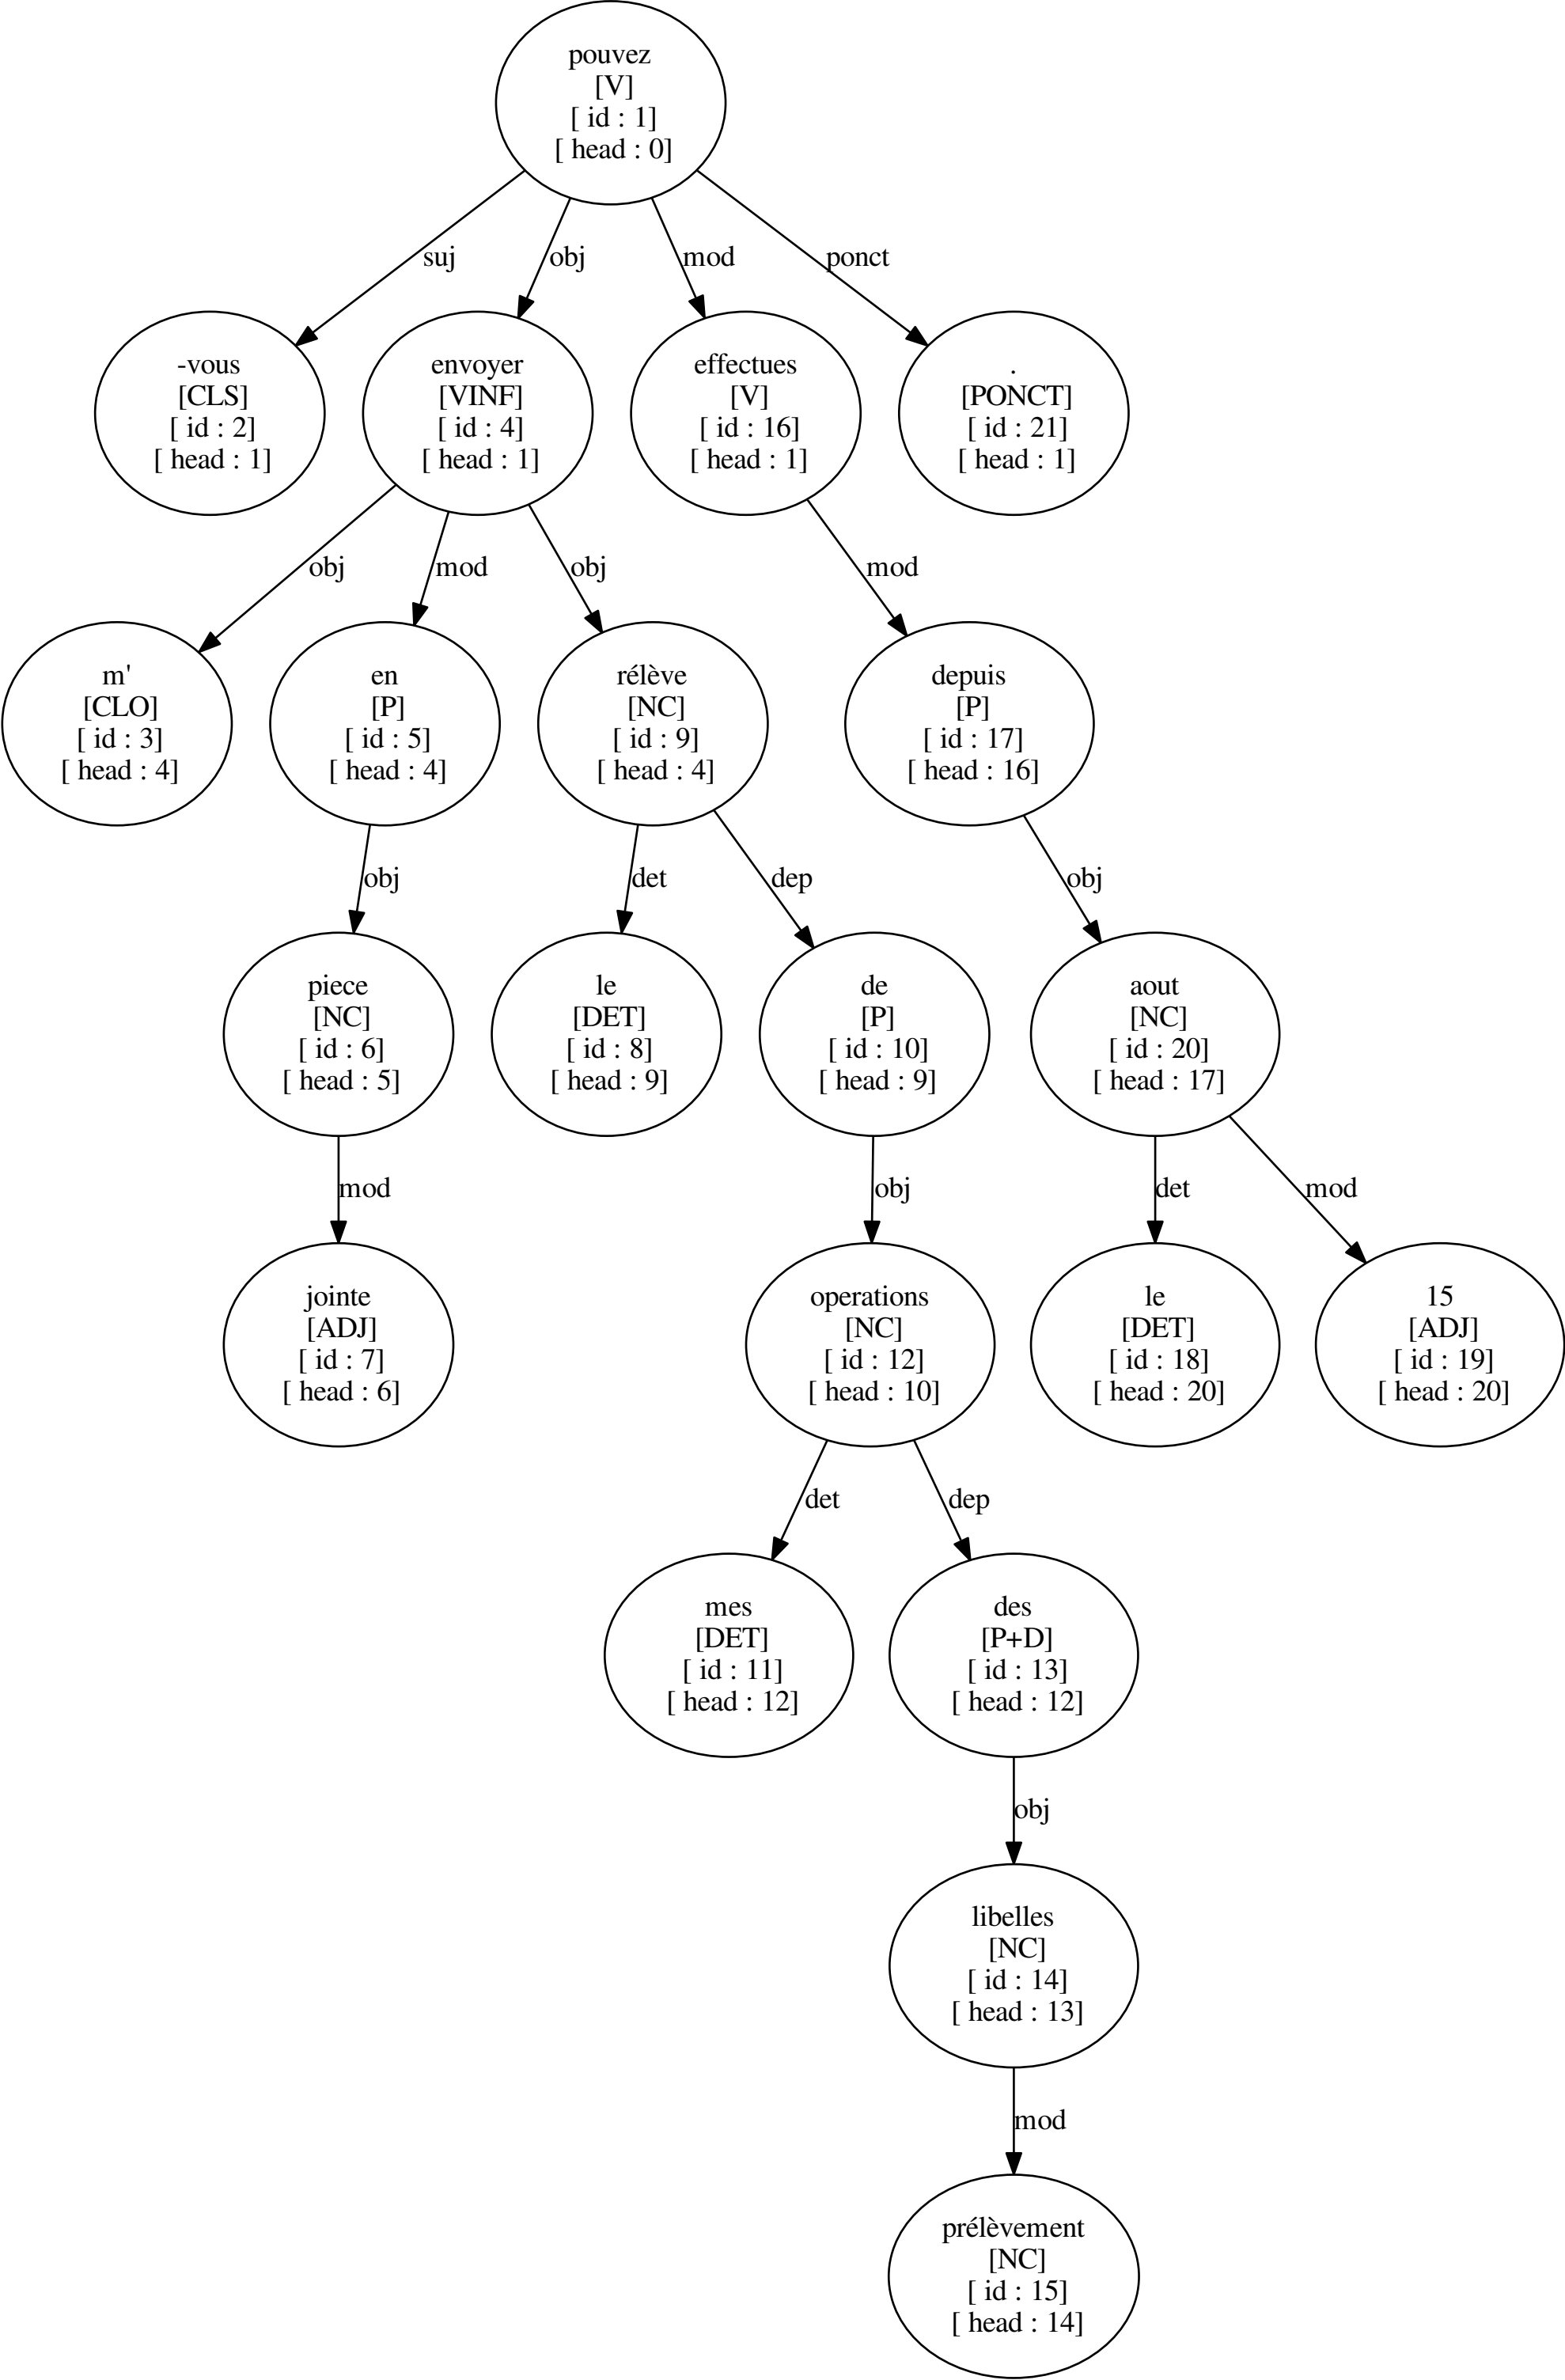 pouvez
[V]
[ id : 1]
[ head : 0]
suj
obj
mod
ponct
-vous
[CLS]
[ id : 2]
[ head : 1]
envoyer
[VINF]
[ id : 4]
[ head : 1]
effectues
[V]
[ id : 16]
[ head : 1]
.
[PONCT]
[ id : 21]
[ head : 1]
obj
mod
obj
mod
m'
[CLO]
[ id : 3]
[ head : 4]
en
[P]
[ id : 5]
[ head : 4]
rélève
[NC]
[ id : 9]
[ head : 4]
depuis
[P]
[ id : 17]
[ head : 16]
obj
det
dep
obj
piece
[NC]
[ id : 6]
[ head : 5]
le
[DET]
[ id : 8]
[ head : 9]
de
[P]
[ id : 10]
[ head : 9]
aout
[NC]
[ id : 20]
[ head : 17]
mod
obj
det
mod
jointe
[ADJ]
[ id : 7]
[ head : 6]
operations
[NC]
[ id : 12]
[ head : 10]
le
[DET]
[ id : 18]
[ head : 20]
15
[ADJ]
[ id : 19]
[ head : 20]
det
dep
mes
[DET]
[ id : 11]
[ head : 12]
des
[P+D]
[ id : 13]
[ head : 12]
obj
libelles
[NC]
[ id : 14]
[ head : 13]
mod
prélèvement
[NC]
[ id : 15]
[ head : 14]